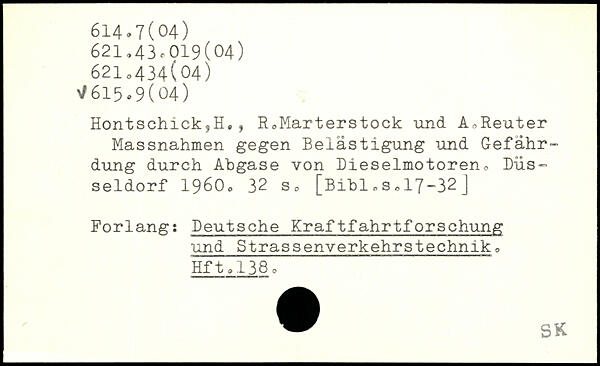 614.7(04)
621.43.019(04)
621.434(04)
✓615.9(04)
Hontschick,H., R.Marterstock und A.Reuter
Massnahmen gegen Belästigung und Gefähr-
dung durch Abgase von Dieselmotoren. Düs-
seldorf 1960. 32 s. [Bibl.s.17-32]
Forlang: Deutsche Kraftfahrtforschung
und Strassenverkehrstechnik.
Hft.138.
SK